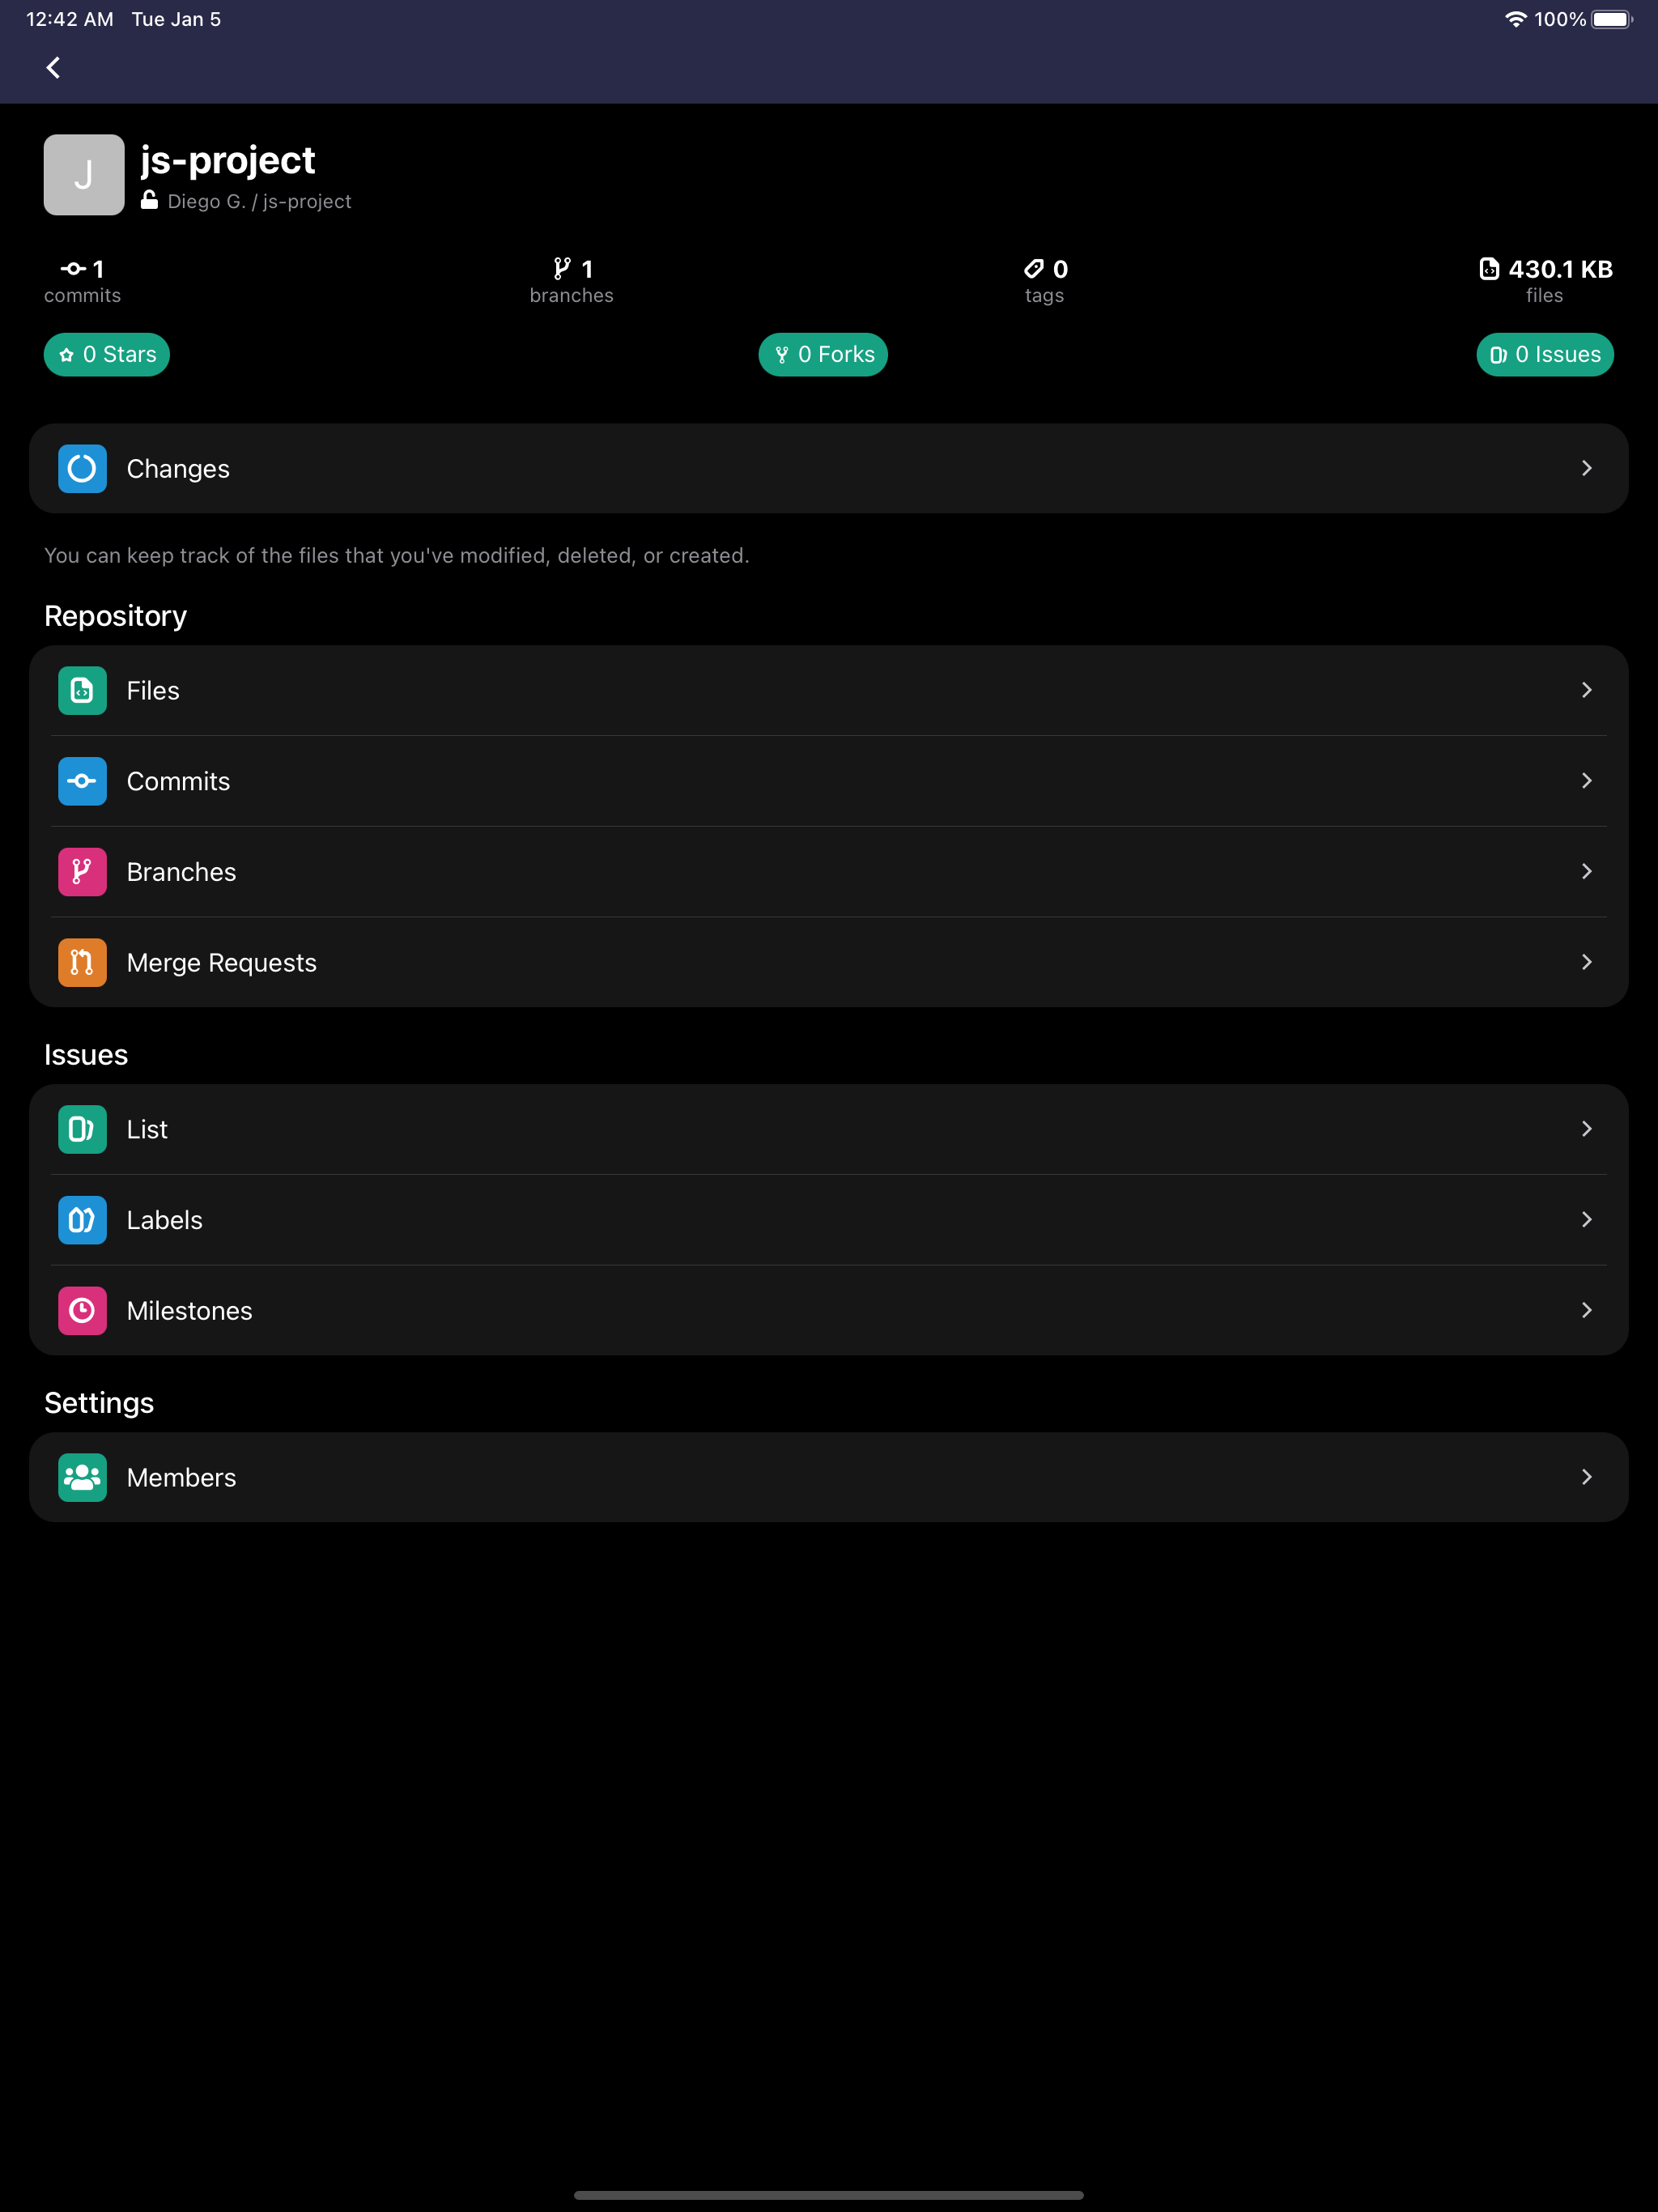 12:42 AM Tue Jan 5 100%
J
js-project
Diego G. / js-project
1 1 0 430.1 KB
commits branches tags files
0 Stars 0 Forks 0 Issues
Changes
You can keep track of the files that you've modified, deleted, or created.
Repository
Files
Commits
Branches
Merge Requests
Issues
List
Labels
Milestones
Settings
Members